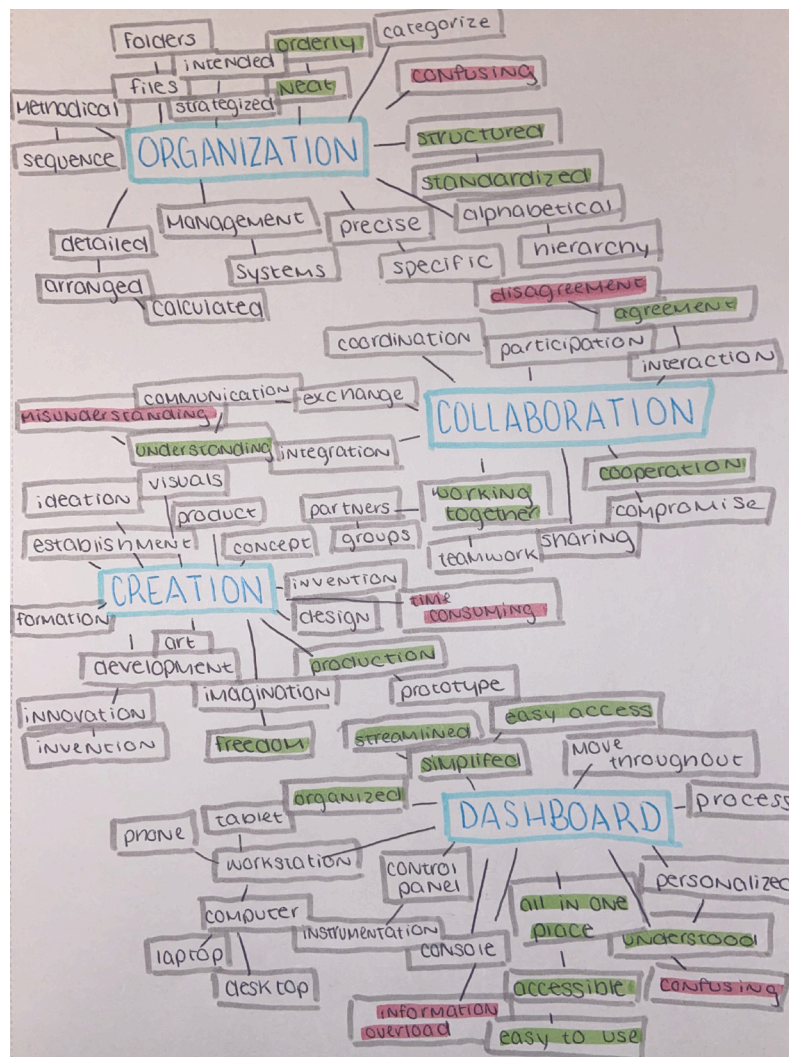 categorize
folders
orderly
intended
confusing
files
neat
methodical
strategized
structured
ORGANIZATION
sequence
standardized
alphabetical
management
precise
detailed
hierarchy
specific
systems
arranged
disagreement
calculated
agreement
coordination
participation
interaction
communication
exchange
misunderstanding
COLLABORATION
understanding
integration
cooperation
visuals
ideation
working
together
partners
compromise
product
groups
establishment
concept
sharing
teamwork
invention
CREATION
time
consuming
formation
design
art
production
development
imagination
prototype
innovation
easy access
streamlined
invention
freedom
move
throughout
simplifed
organized
process
DASHBOARD
tablet
phone
workstation
control
panel
personalized
all in one
place
computer
instrumentation
understood
console
laptop
accessible
confusing
desktop
information
overload
easy to use